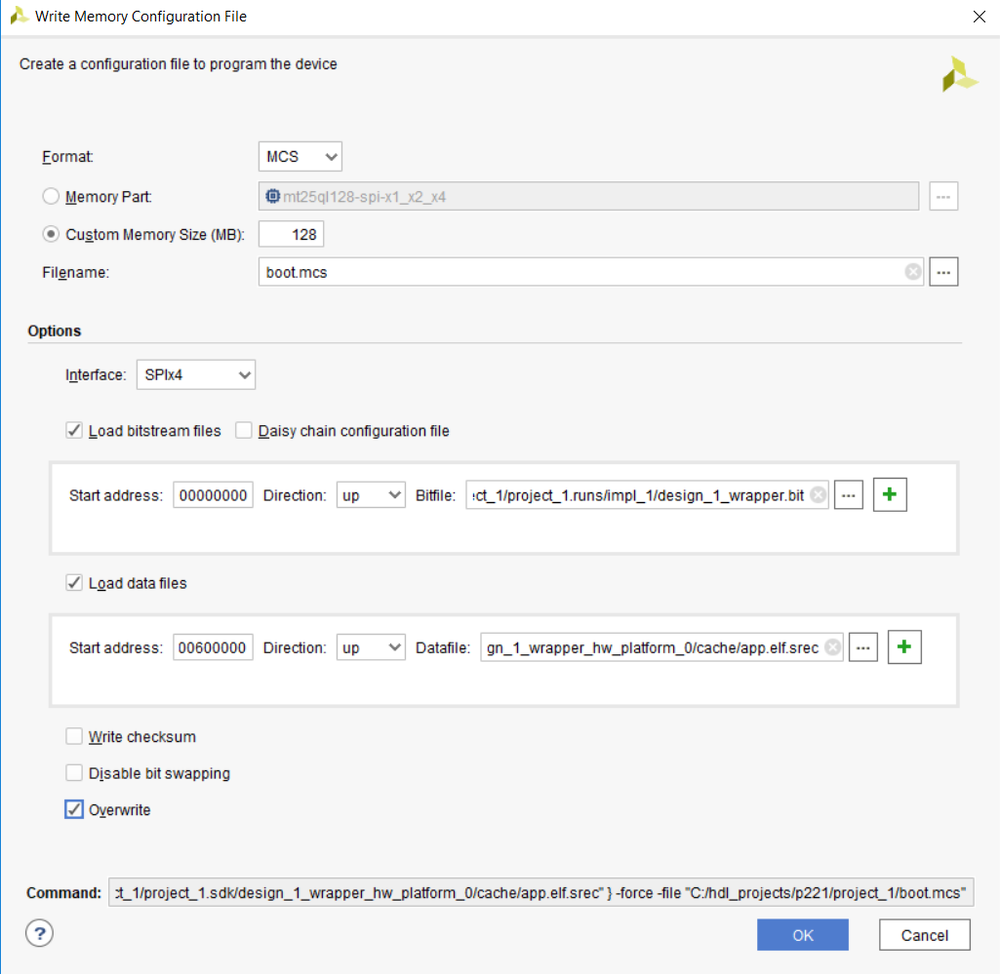 Write Memory Configuration File
Create a configuration file to program the device
Format: MCS
Memory Part: mt25ql128-spi-x1_x2_x4 ...
Custom Memory Size (MB): 128
Filename: boot.mcs ...
Options
Interface: SPIx4
Load bitstream files Daisy chain configuration file
Start address: 00000000 Direction: up Bitfile: ct_1/project_1.runs/impl_1/design_1_wrapper.bit ... +
Load data files
Start address: 00600000 Direction: up Datafile: gn_1_wrapper_hw_platform_0/cache/app.elf.srec ... +
Write checksum
Disable bit swapping
Overwrite
Command: ct_1/project_1.sdk/design_1_wrapper_hw_platform_0/cache/app.elf.srec" } -force -file "C:/hdl_projects/p221/project_1/boot.mcs"
? OK Cancel